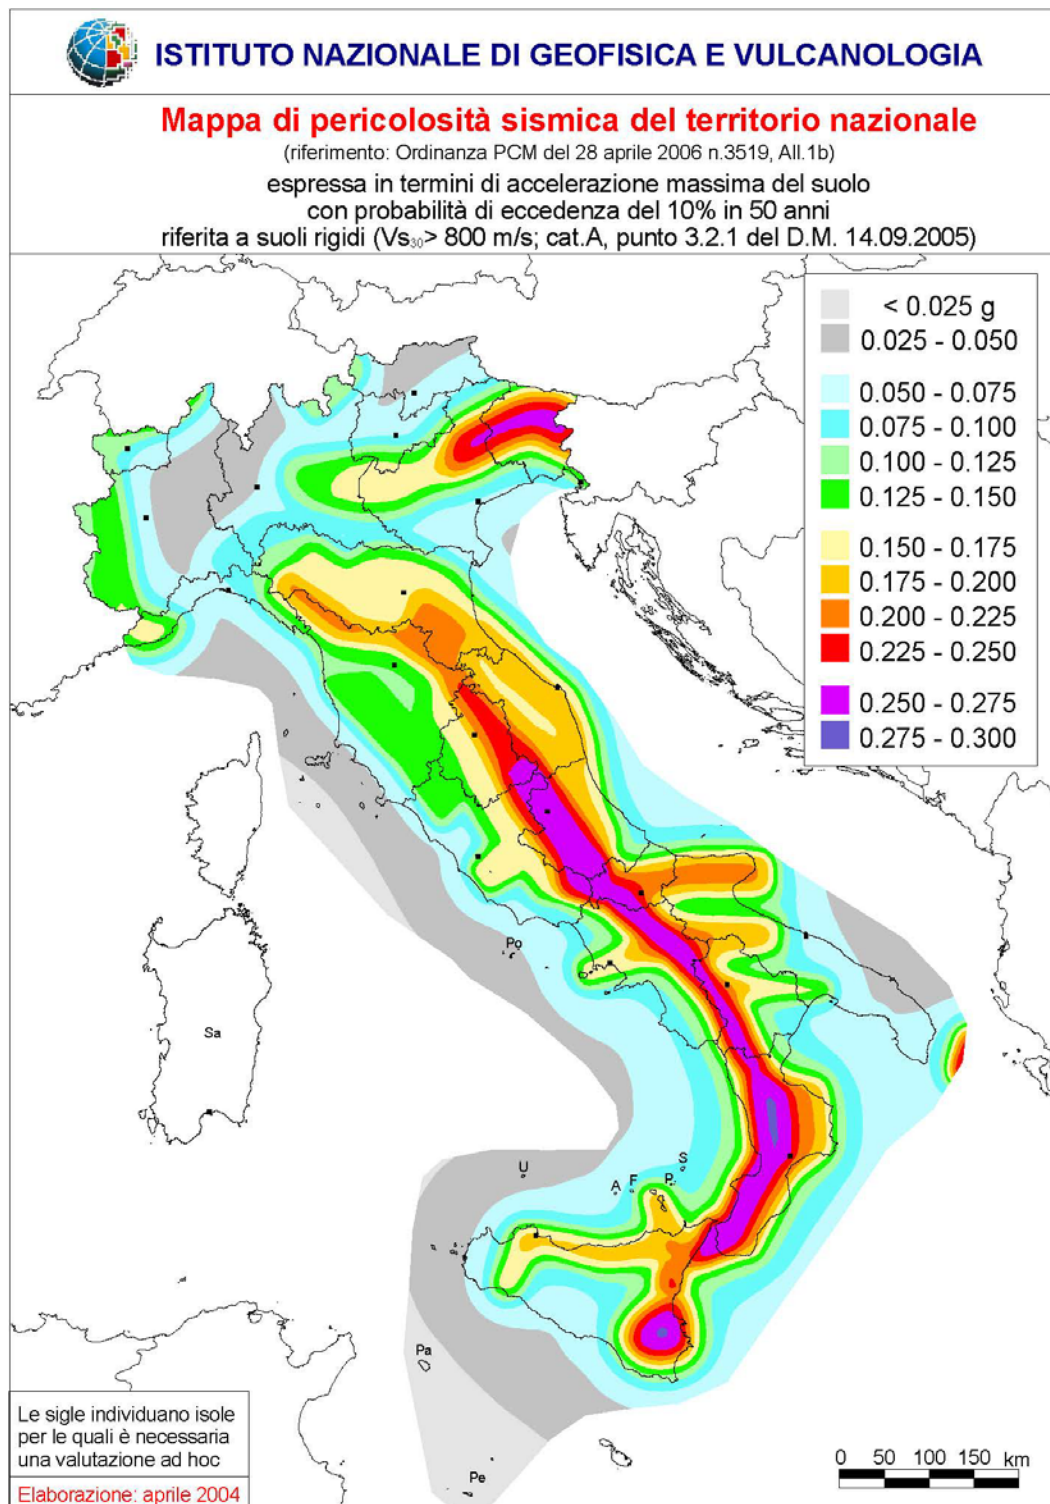 ISTITUTO NAZIONALE DI GEOFISICA E VULCANOLOGIA
Mappa di pericolosità sismica del territorio nazionale
(riferimento: Ordinanza PCM del 28 aprile 2006 n.3519, All.1b)
espressa in termini di accelerazione massima del suolo
con probabilità di eccedenza del 10% in 50 anni
riferita a suoli rigidi (Vs30> 800 m/s; cat.A, punto 3.2.1 del D.M. 14.09.2005)
< 0.025 g
0.025 - 0.050
0.050 - 0.075
0.075 - 0.100
0.100 - 0.125
0.125 - 0.150
0.150 - 0.175
0.175 - 0.200
0.200 - 0.225
0.225 - 0.250
0.250 - 0.275
0.275 - 0.300
Po
Sa
U
A
F
P
S
Pa
Pe
Le sigle individuano isole
per le quali è necessaria
una valutazione ad hoc
Elaborazione: aprile 2004
0 50 100 150 km